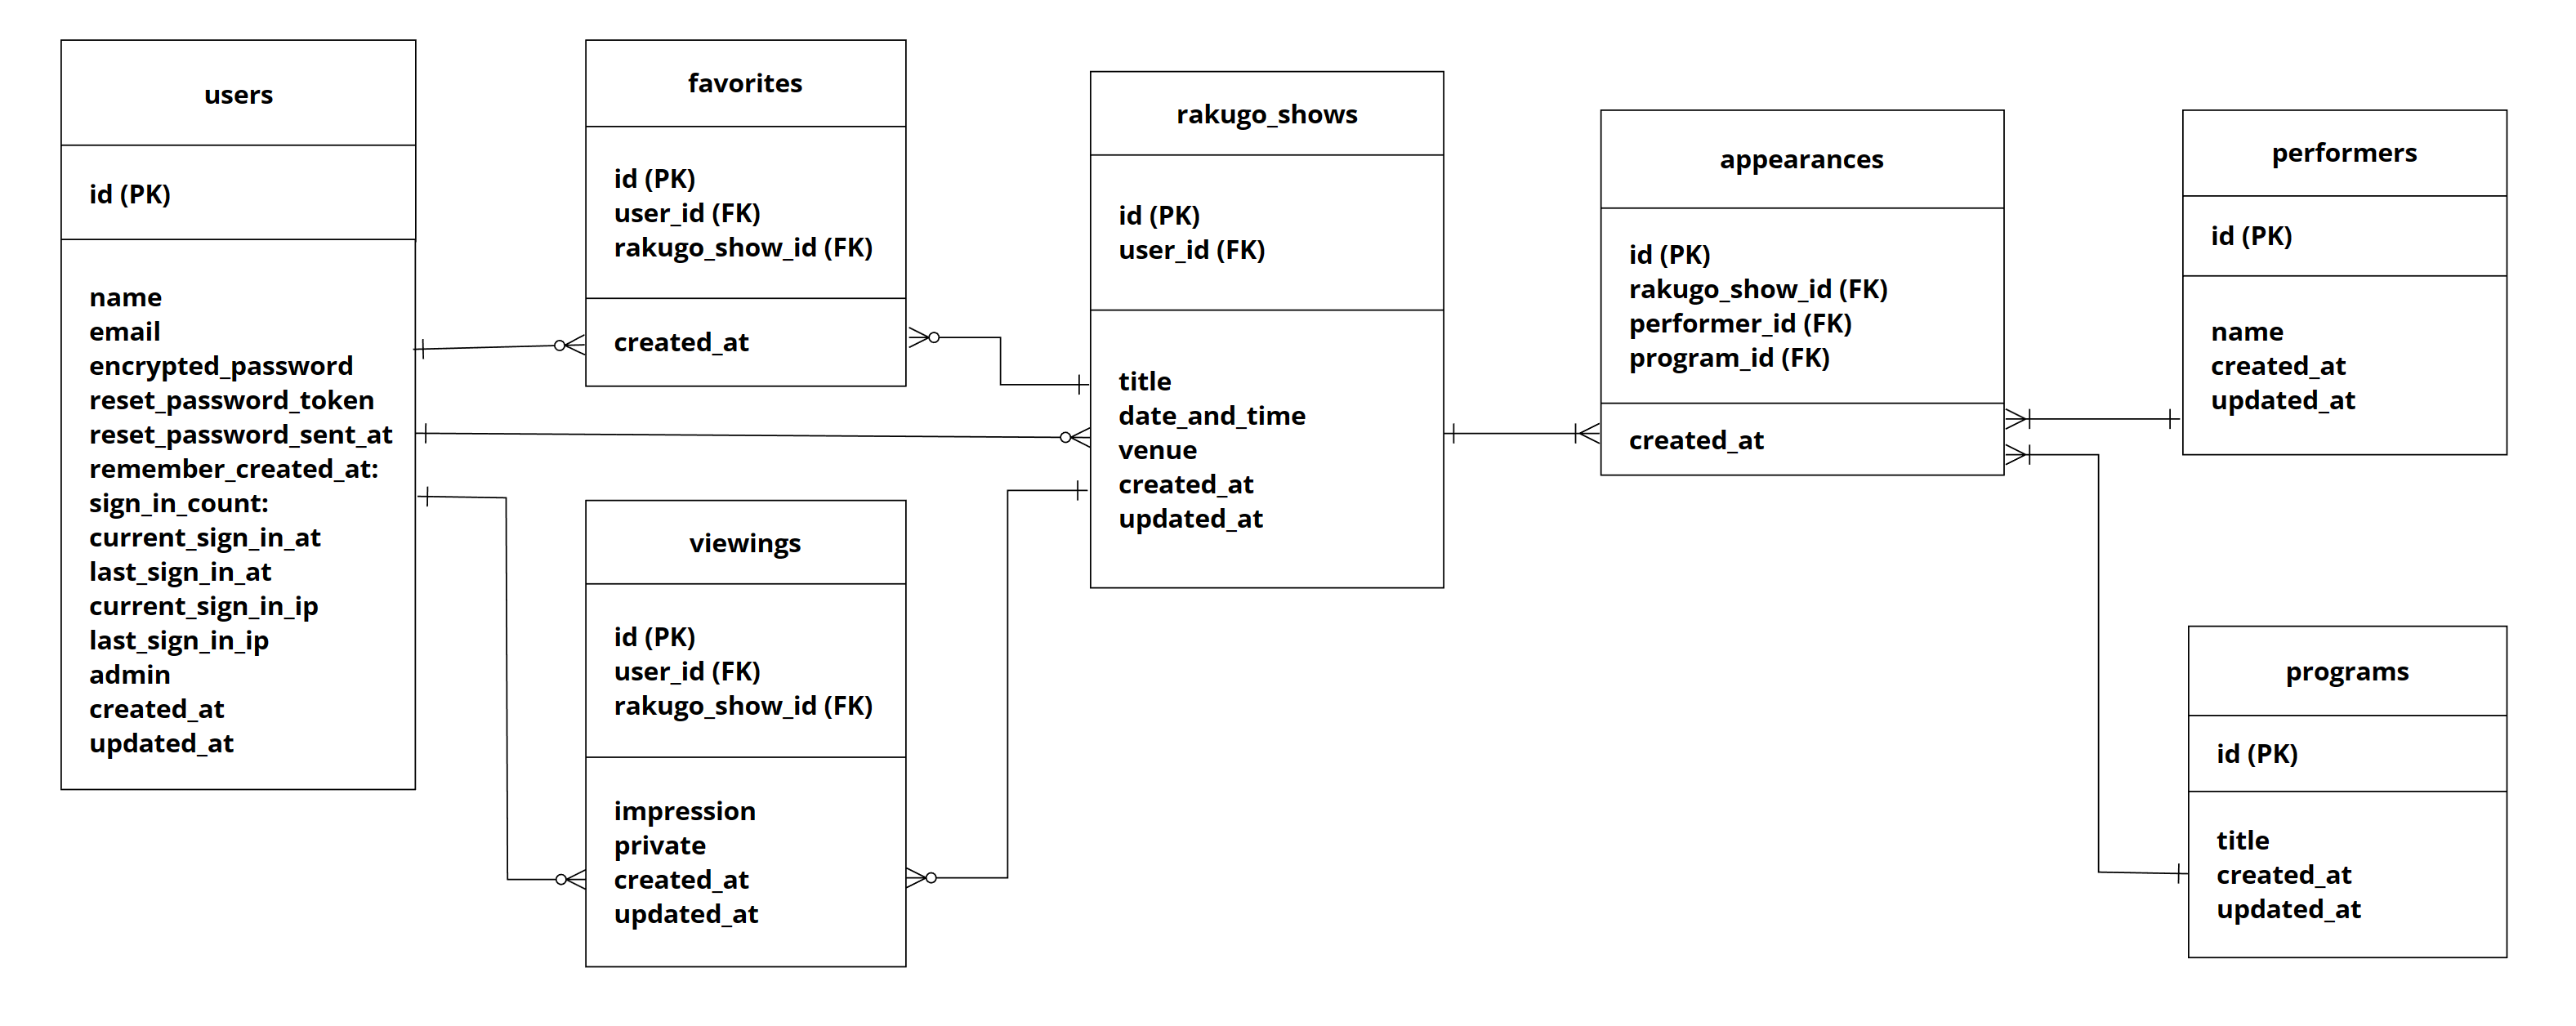 users
id (PK)
name
email
encrypted_password
reset_password_token
reset_password_sent_at
remember_created_at:
sign_in_count:
current_sign_in_at
last_sign_in_at
current_sign_in_ip
last_sign_in_ip
admin
created_at
updated_at
favorites
id (PK)
user_id (FK)
rakugo_show_id (FK)
created_at
viewings
id (PK)
user_id (FK)
rakugo_show_id (FK)
impression
private
created_at
updated_at
rakugo_shows
id (PK)
user_id (FK)
title
date_and_time
venue
created_at
updated_at
appearances
id (PK)
rakugo_show_id (FK)
performer_id (FK)
program_id (FK)
created_at
performers
id (PK)
name
created_at
updated_at
programs
id (PK)
title
created_at
updated_at